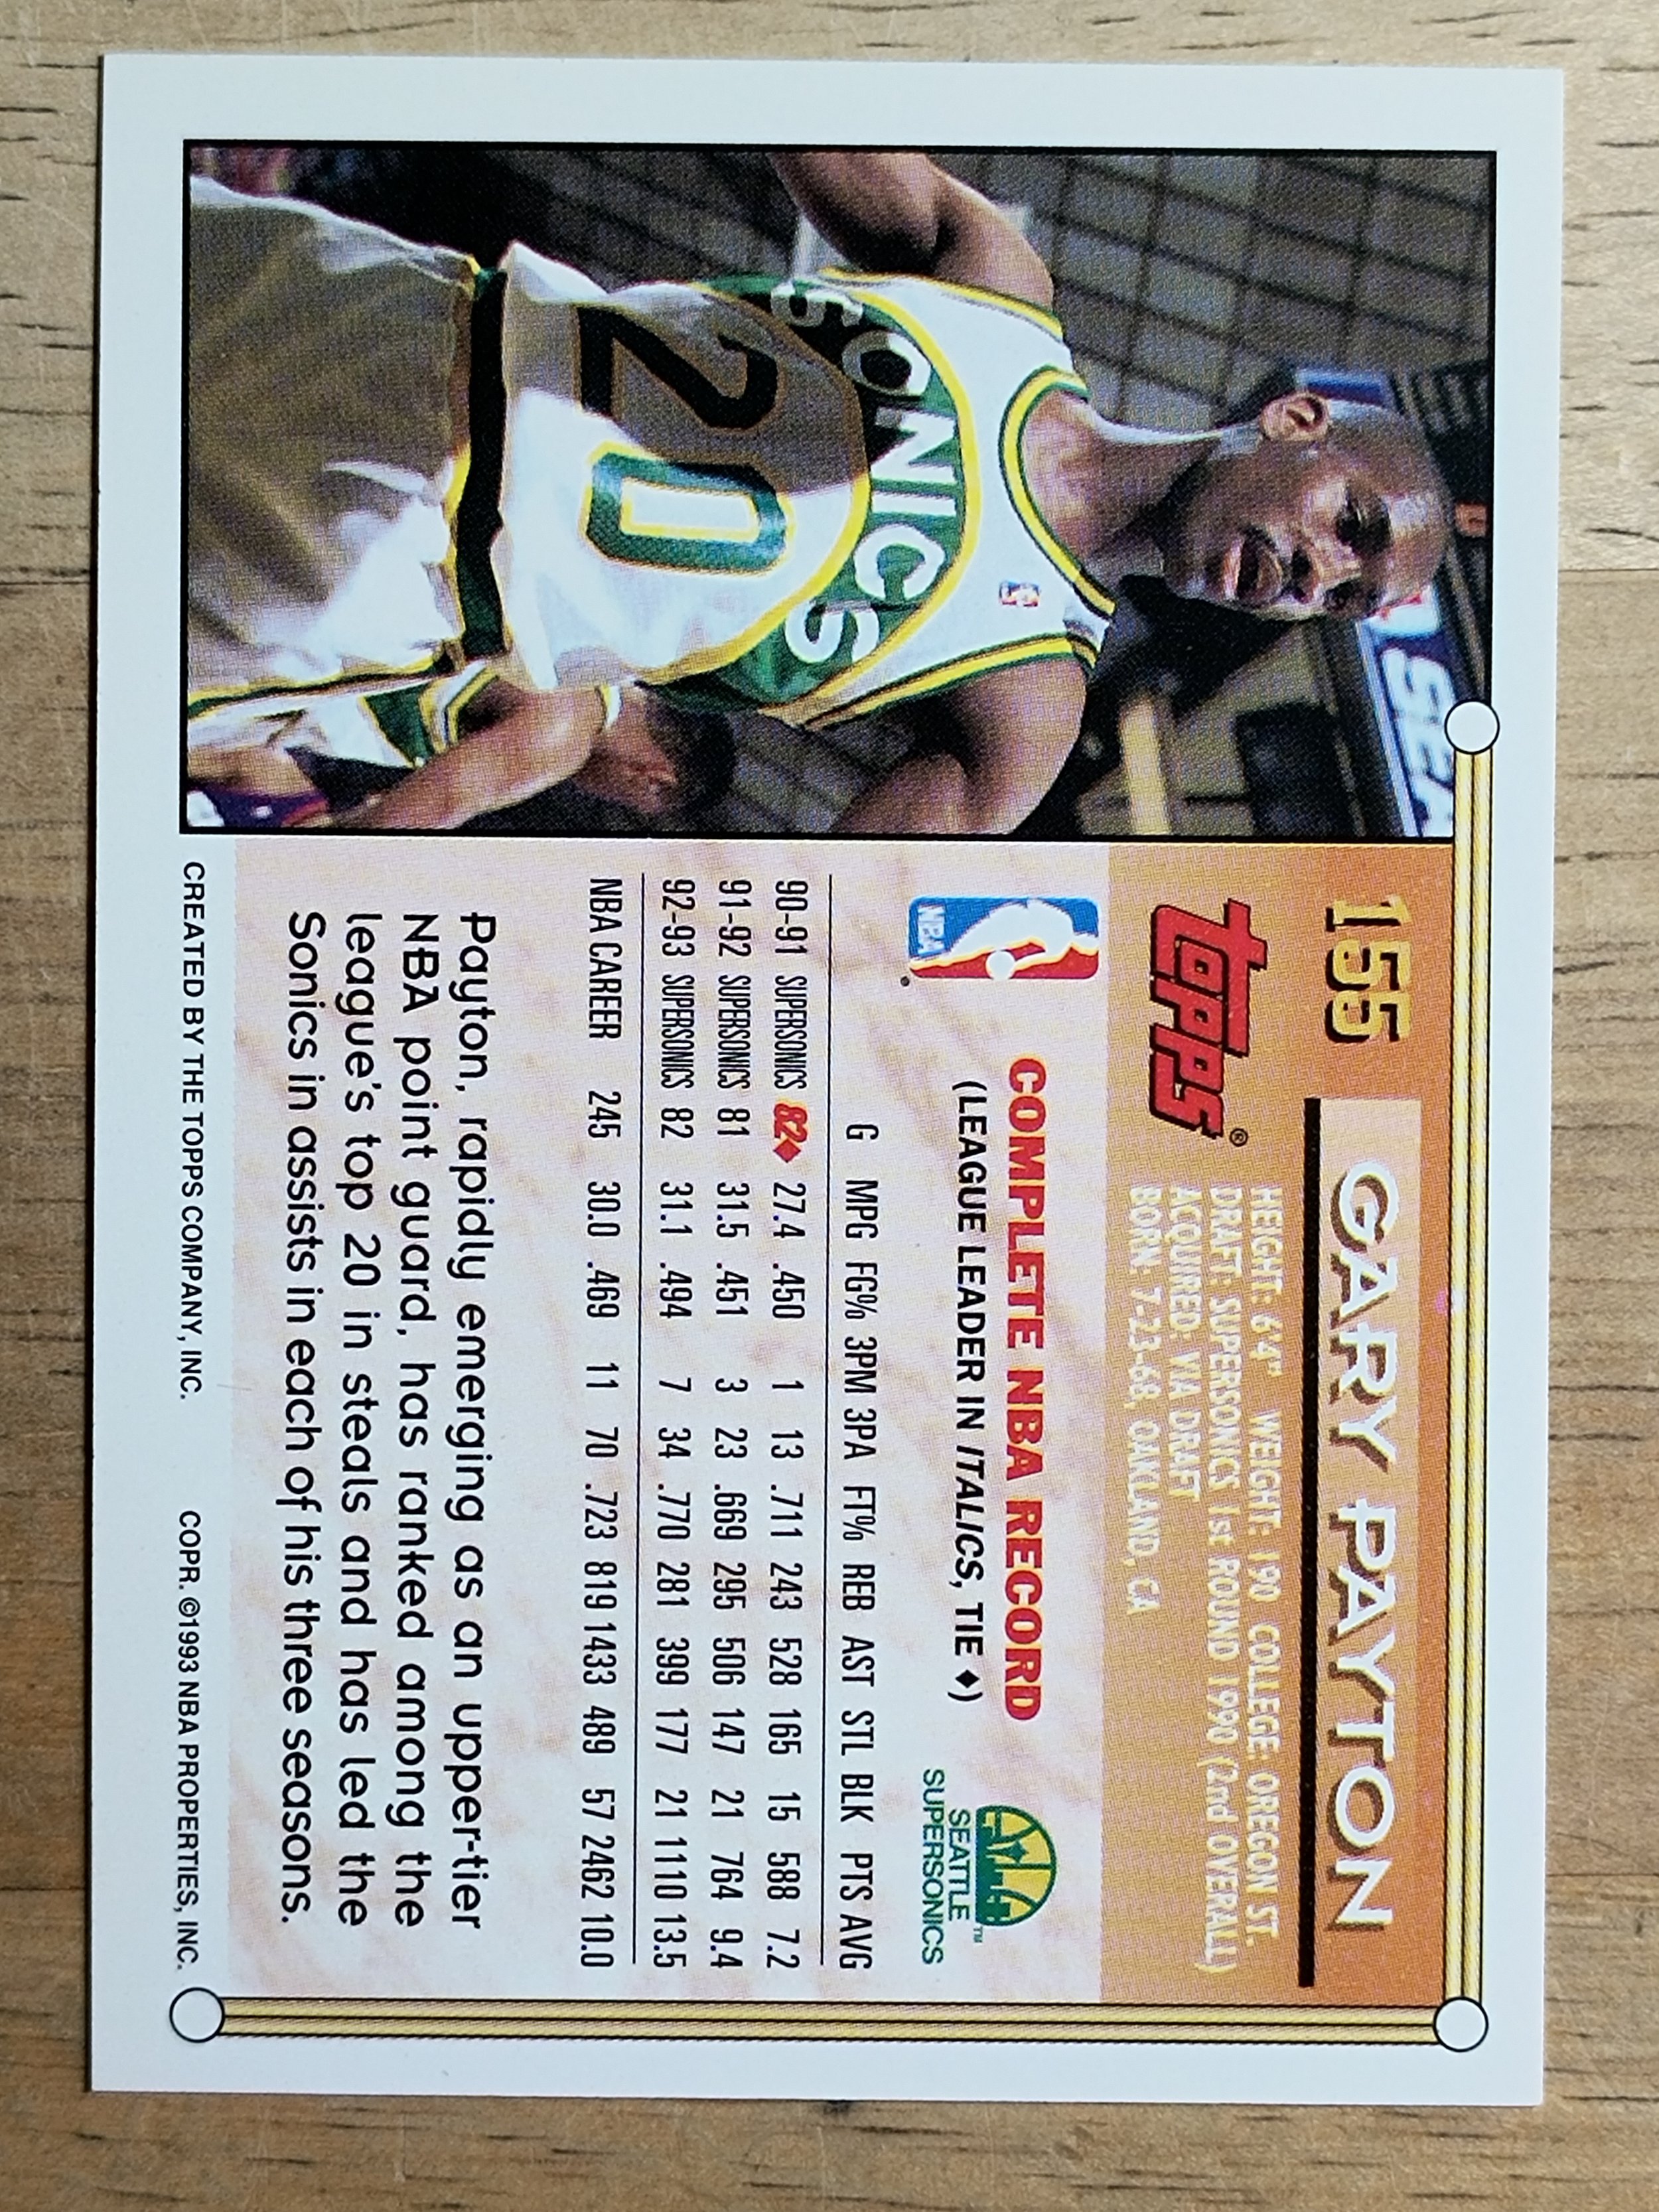 155 GARY PAYTON
TOPPS®
HEIGHT: 6'4" WEIGHT: 190 COLLEGE: OREGON ST.
DRAFT: SUPERSONICS 1st ROUND 1990 (2nd OVERALL)
ACQUIRED: VIA DRAFT
BORN: 7-23-68, OAKLAND, CA
NBA
COMPLETE NBA RECORD
(LEAGUE LEADER IN ITALICS, TIE ♦)
SEATTLE
SUPERSONICS™
G MPG FG% 3PM 3PA FT% REB AST STL BLK PTS AVG
90-91 SUPERSONICS 82♦ 27.4 .450 1 13 .711 243 528 165 15 588 7.2
91-92 SUPERSONICS 81 31.5 .451 3 23 .669 295 506 147 21 764 9.4
92-93 SUPERSONICS 82 31.1 .494 7 34 .770 281 399 177 21 1110 13.5
NBA CAREER 245 30.0 .469 11 70 .723 819 1433 489 57 2462 10.0
Payton, rapidly emerging as an upper-tier
NBA point guard, has ranked among the
league's top 20 in steals and has led the
Sonics in assists in each of his three seasons.
CREATED BY THE TOPPS COMPANY, INC. COPR. ©1993 NBA PROPERTIES, INC.
SEA
SONICS
20